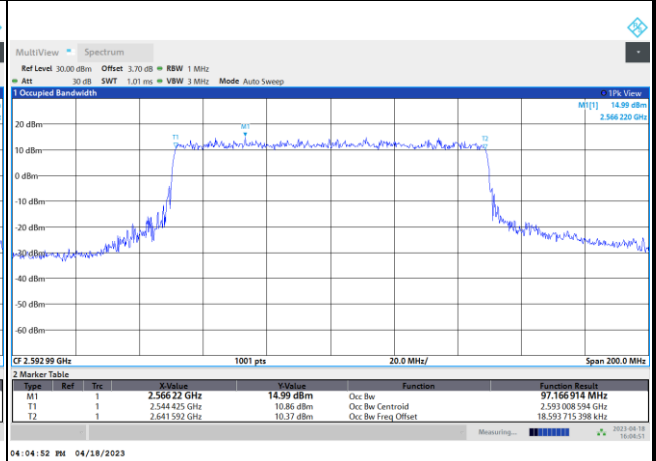 MultiView Spectrum
Ref Level 30.00 dBm Offset 3.70 dB RBW 1 MHz
Att 30 dB SWT 1.01 ms VBW 3 MHz Mode Auto Sweep
1 Occupied Bandwidth 1Pk View
M1[1] 14.99 dBm
2.566 220 GHz
20 dBm
M1
T1
T2
10 dBm
0 dBm
-10 dBm
-20 dBm
-30 dBm
-40 dBm
-50 dBm
-60 dBm
CF 2.592 99 GHz 1001 pts 20.0 MHz/ Span 200.0 MHz
2 Marker Table
Type Ref Trc X-Value Y-Value Function Function Result
M1 1 2.566 22 GHz 14.99 dBm Occ Bw 97.166 914 MHz
T1 1 2.544 425 GHz 10.86 dBm Occ Bw Centroid 2.593 008 594 GHz
T2 1 2.641 592 GHz 10.37 dBm Occ Bw Freq Offset 18.593 715 398 kHz
Measuring... 2023-04-18
16:04:51
04:04:52 PM 04/18/2023